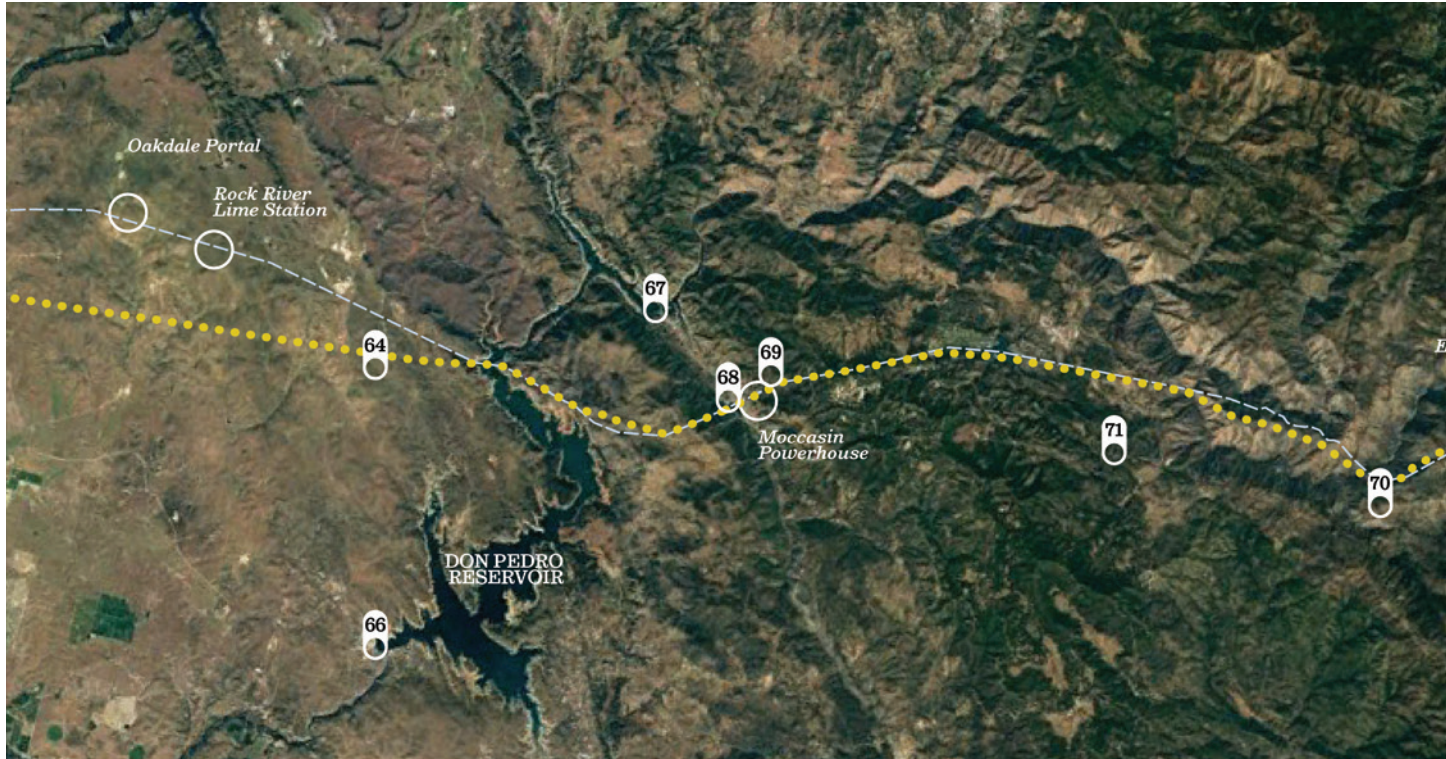 Oakdale Portal
Rock River
Lime Station
67
64
69
68
Moccasin
Powerhouse
71
70
E
DON PEDRO
RESERVOIR
66